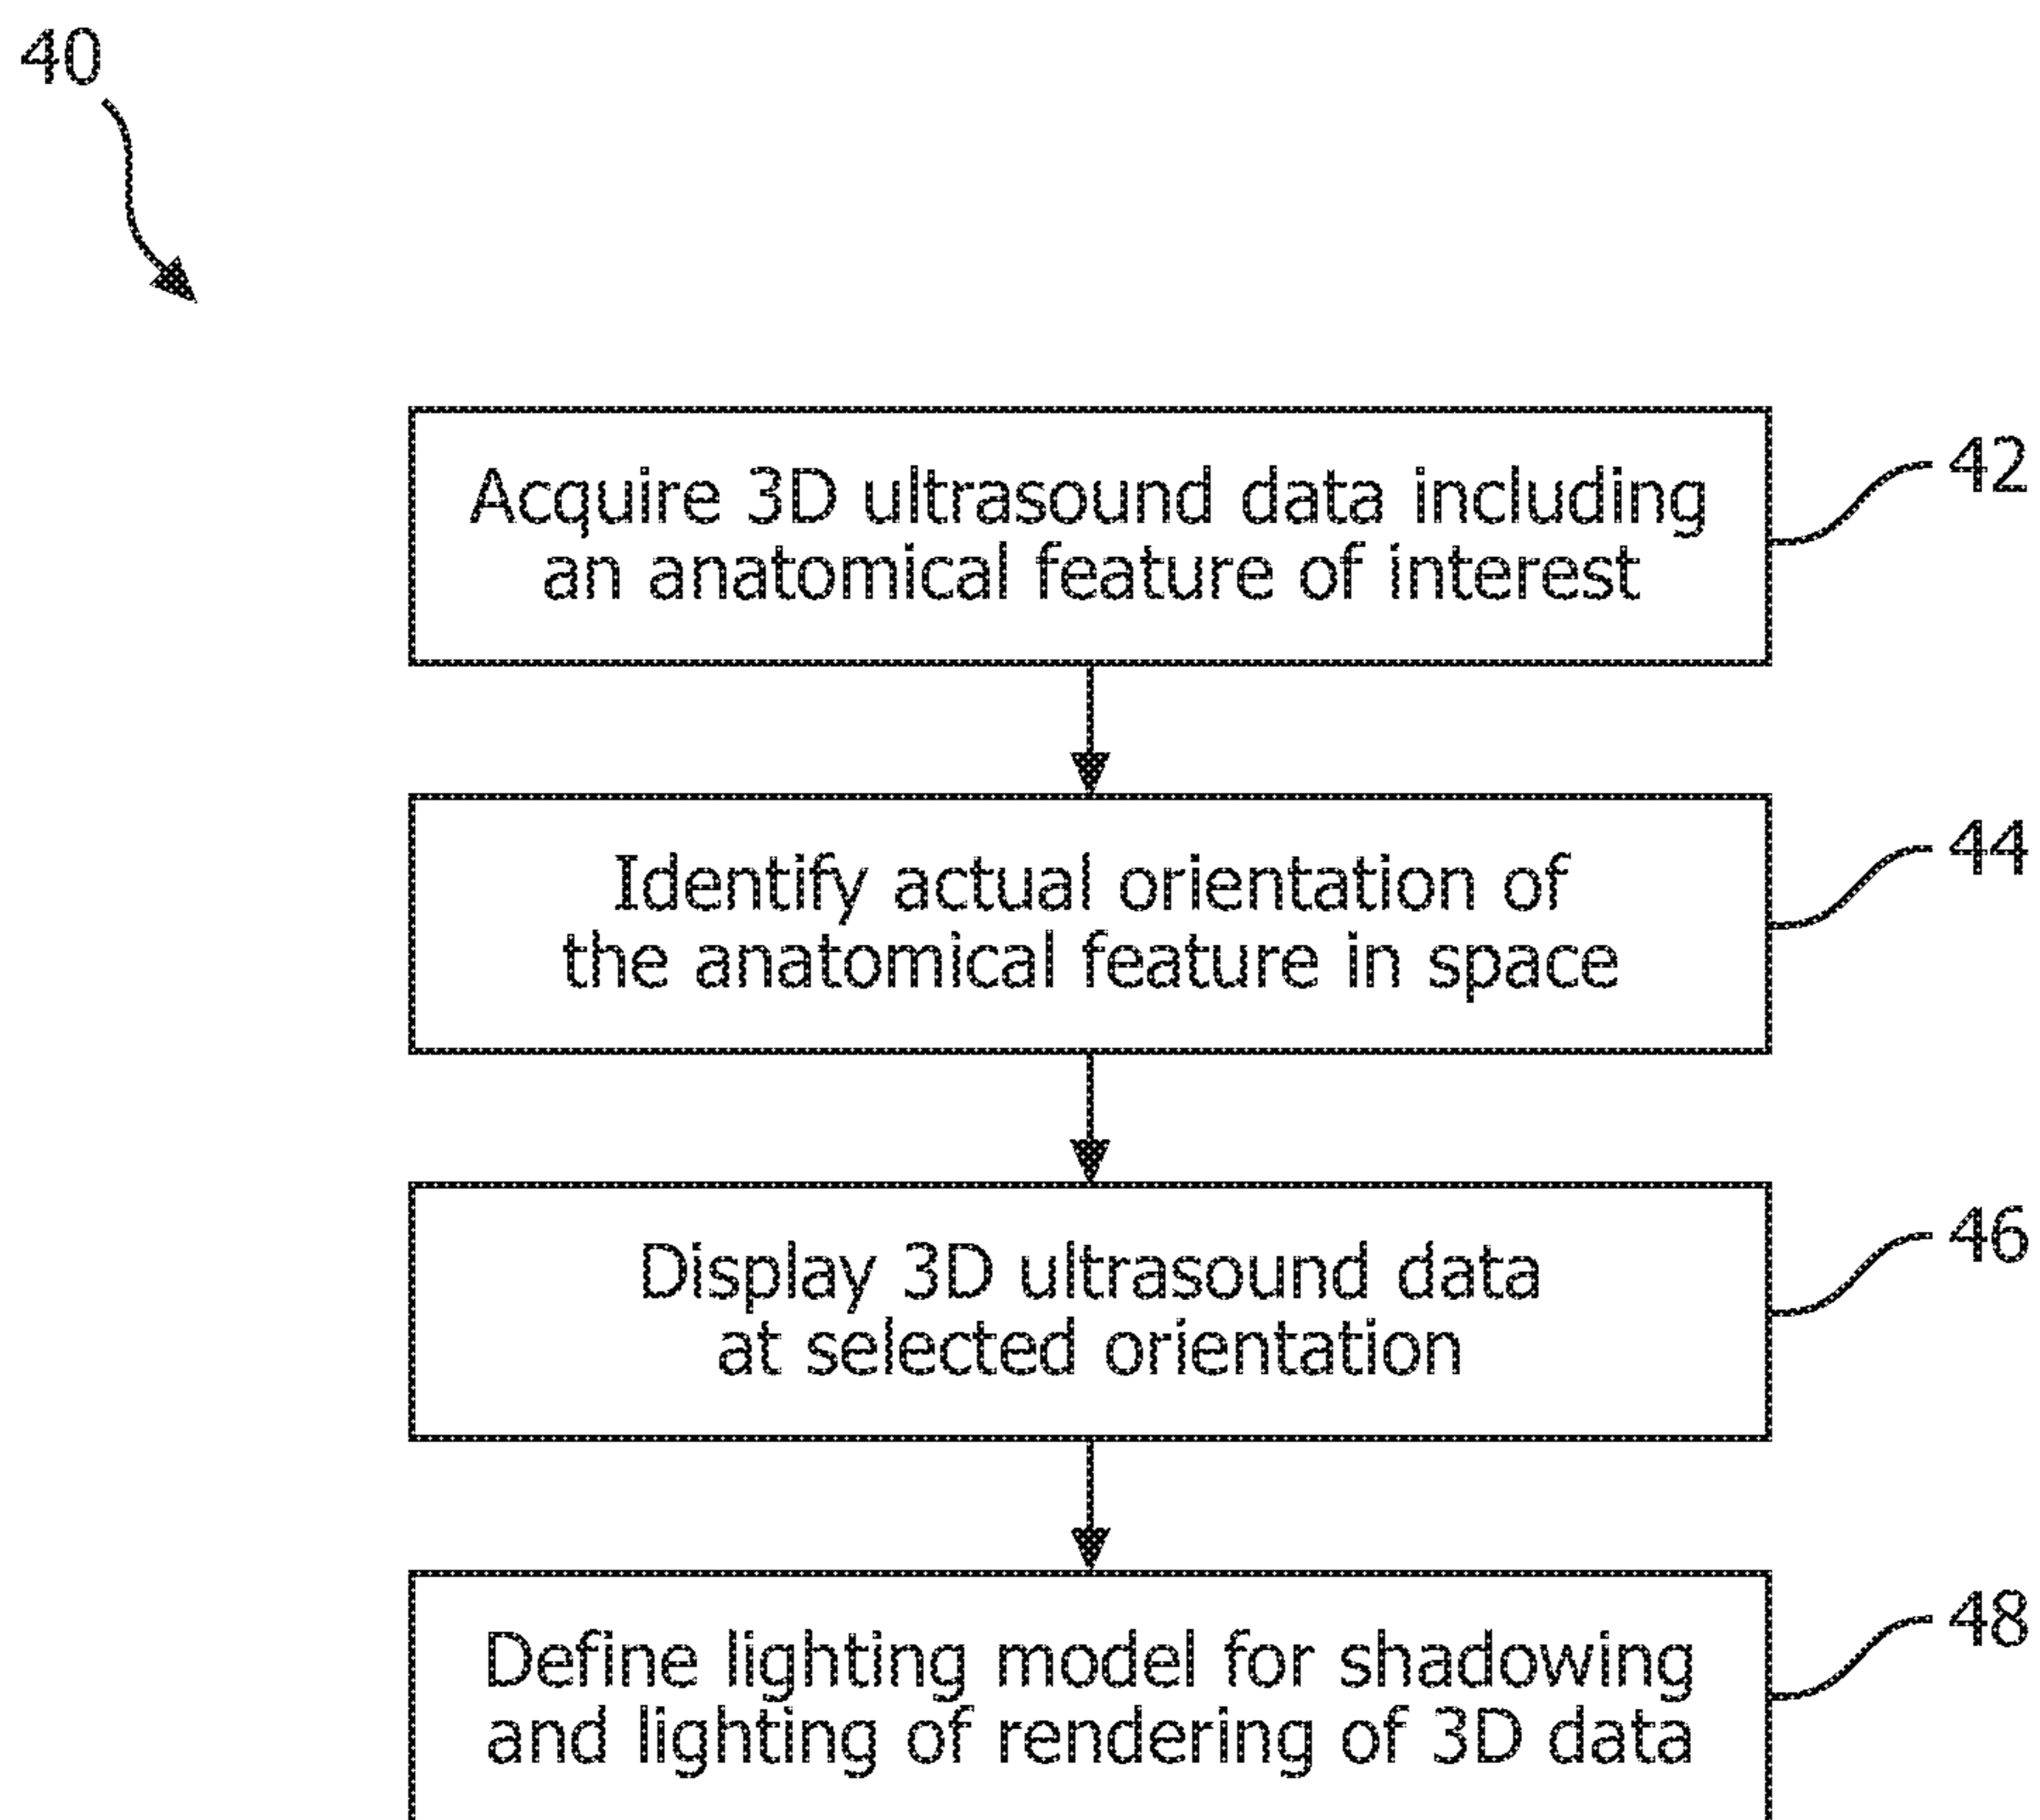 40
Acquire 3D ultrasound data including
an anatomical feature of interest
42
Identify actual orientation of
the anatomical feature in space
44
Display 3D ultrasound data
at selected orientation
46
Define lighting model for shadowing
and lighting of rendering of 3D data
48